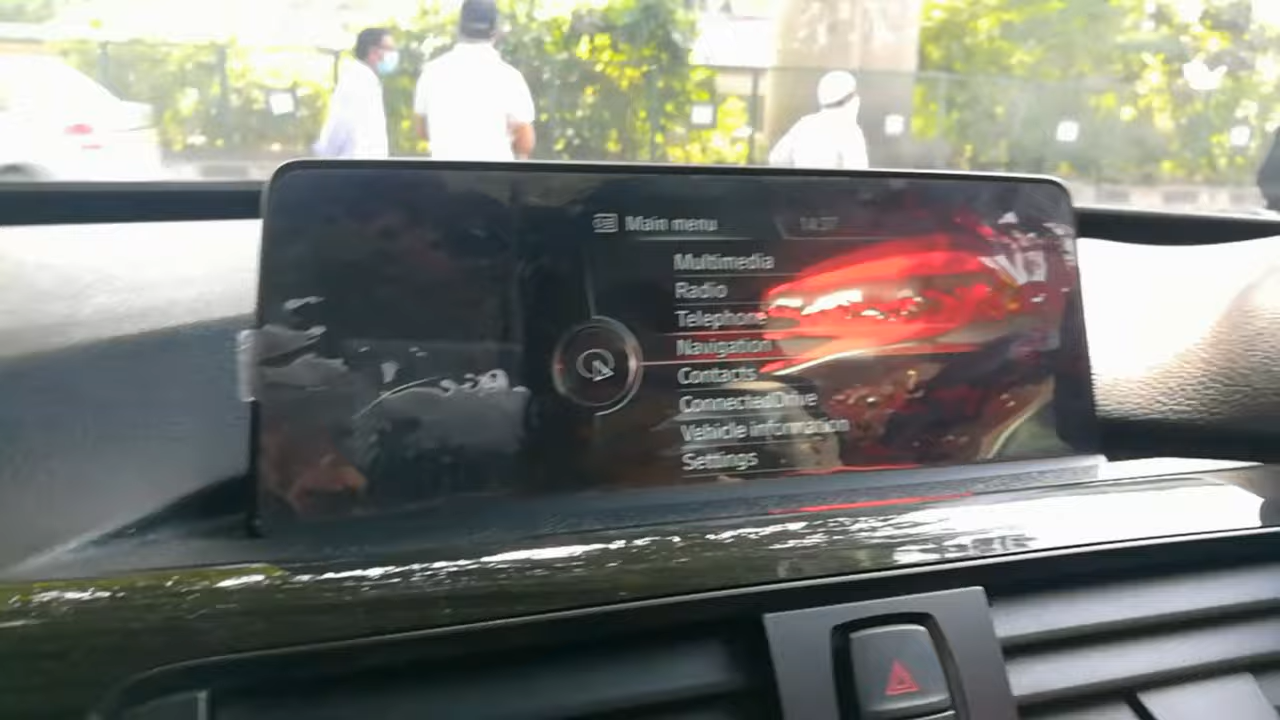 Main menu
Multimedia
Radio
Telephone
Navigation
Contacts
ConnectedDrive
Vehicle information
Settings